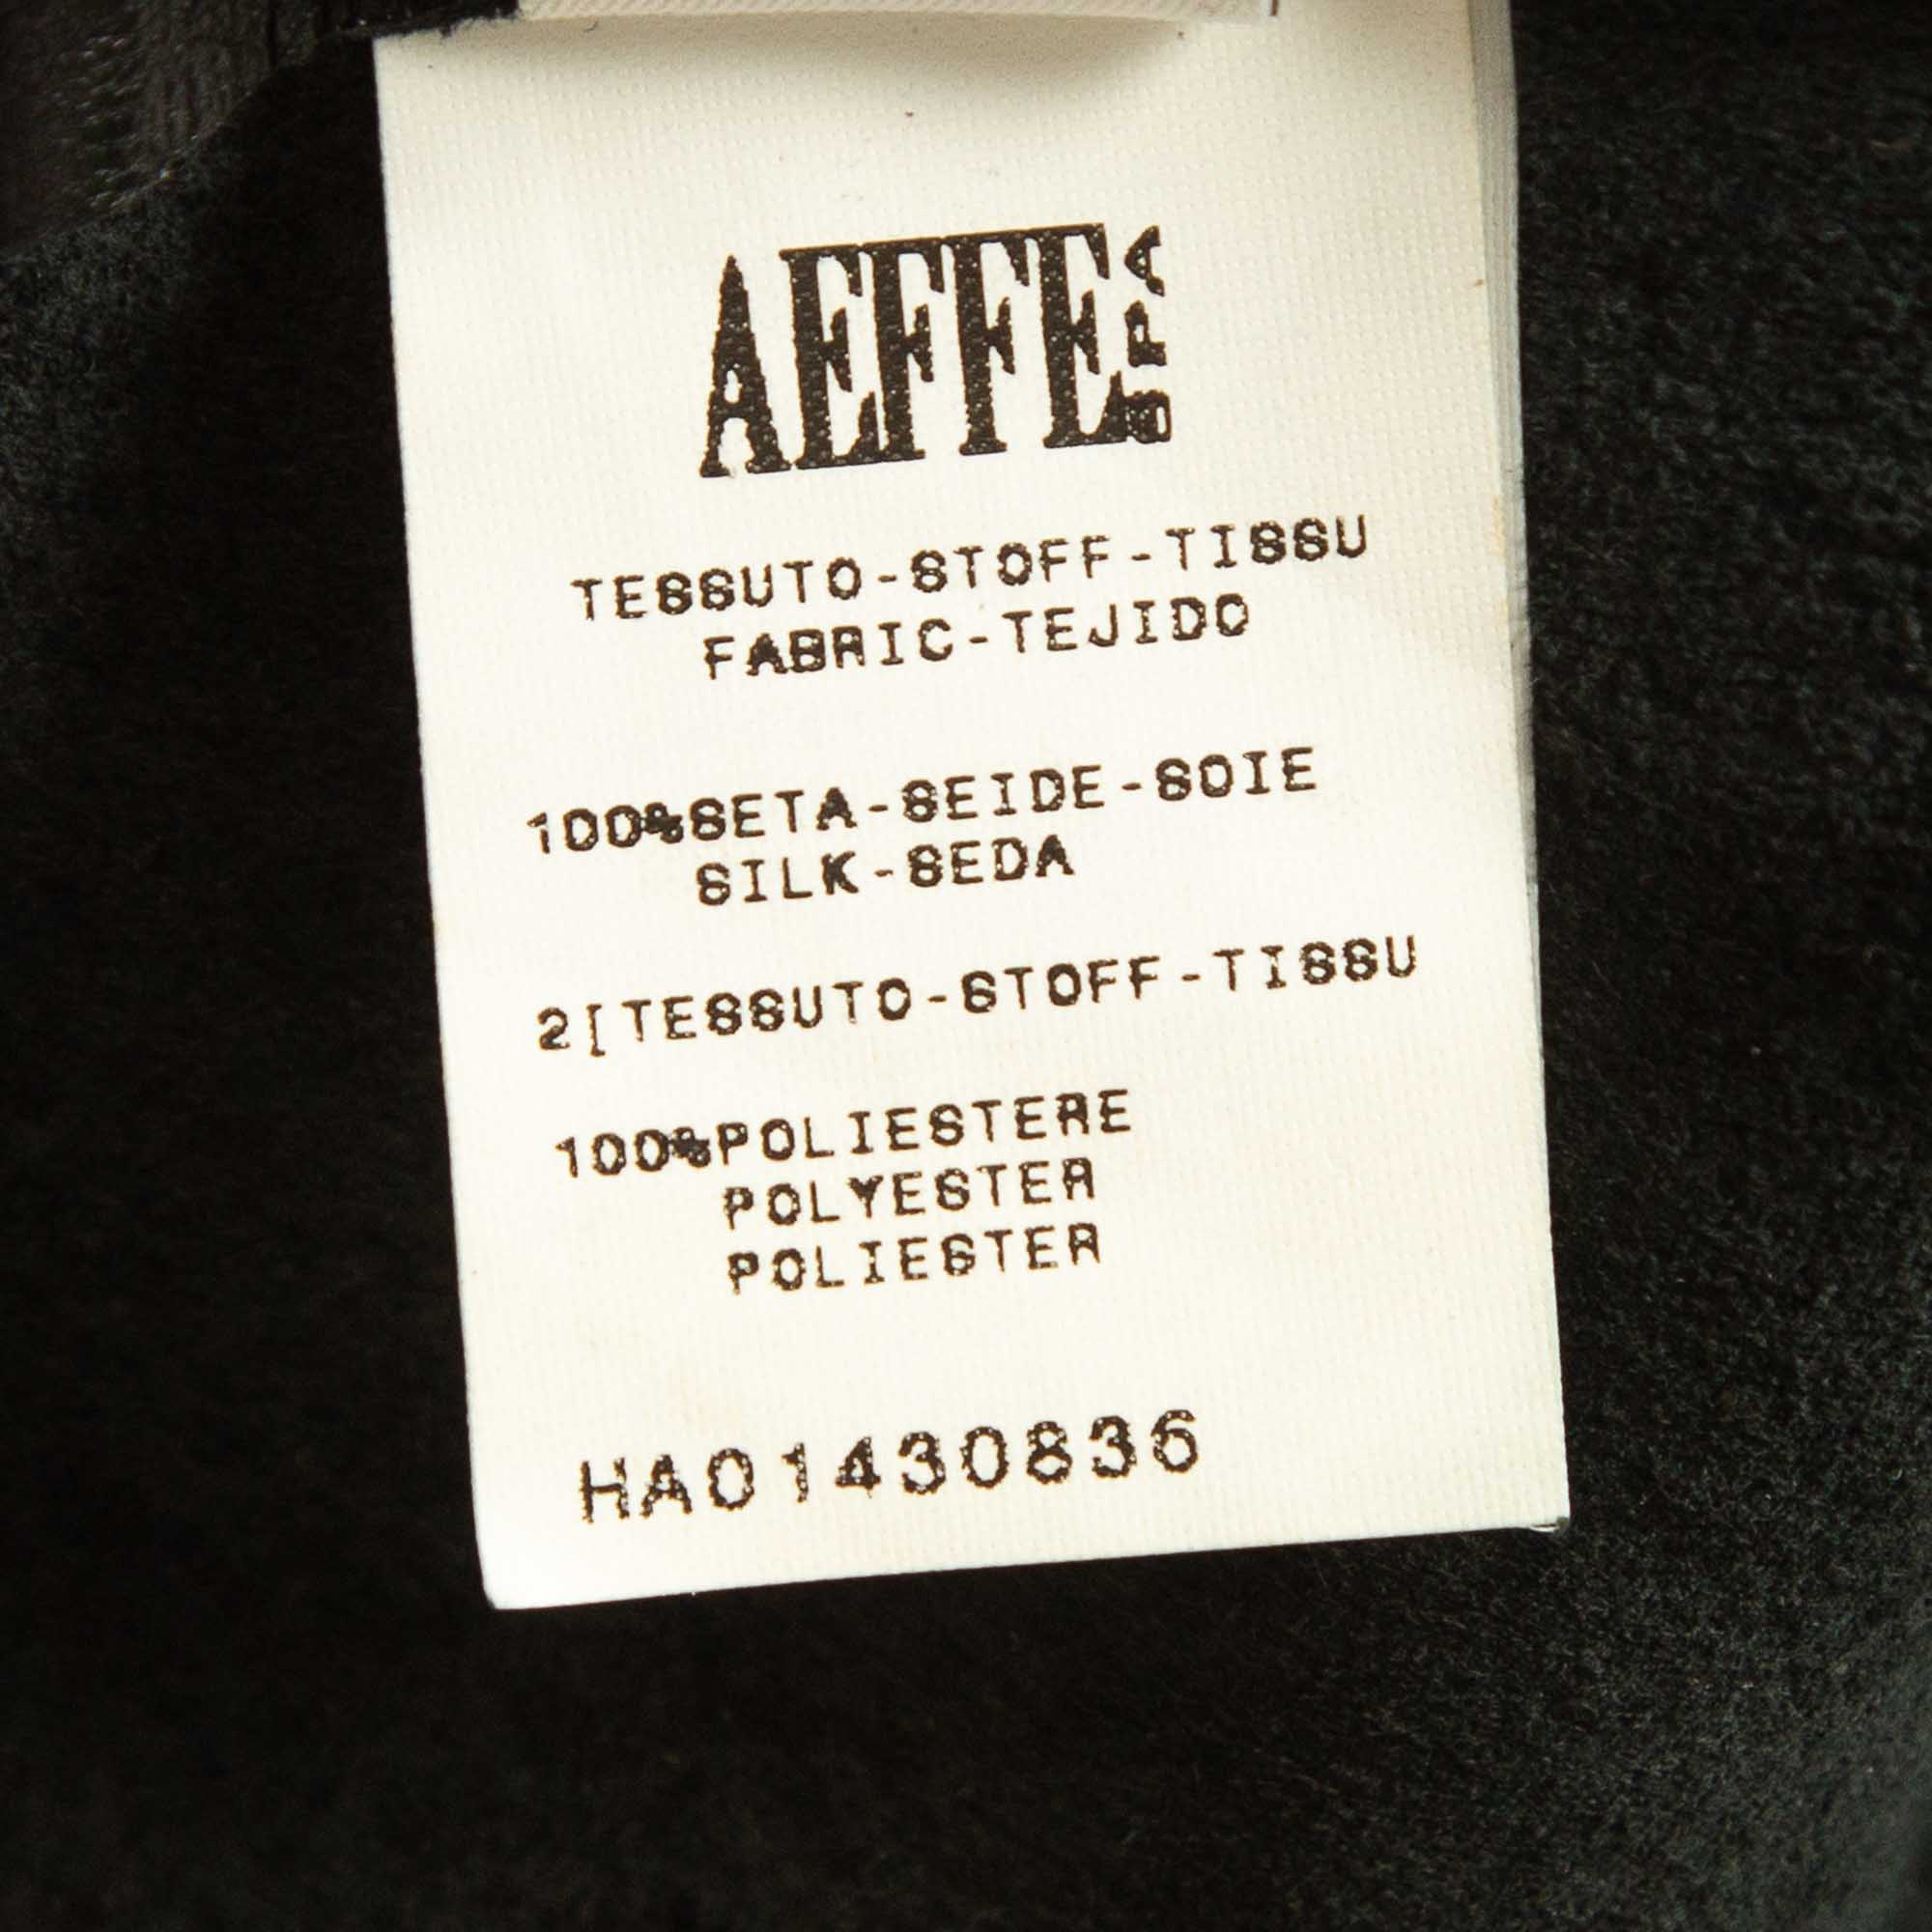 AEFFE SPA
TESSUTO-STOFF-TISSU
FABRIC-TEJIDO
100%SETA-SEIDE-SOIE
SILK-SEDA
2[TESSUTO-STOFF-TISSU
100%POLIESTERE
POLYESTER
POLIESTER
HA01430836